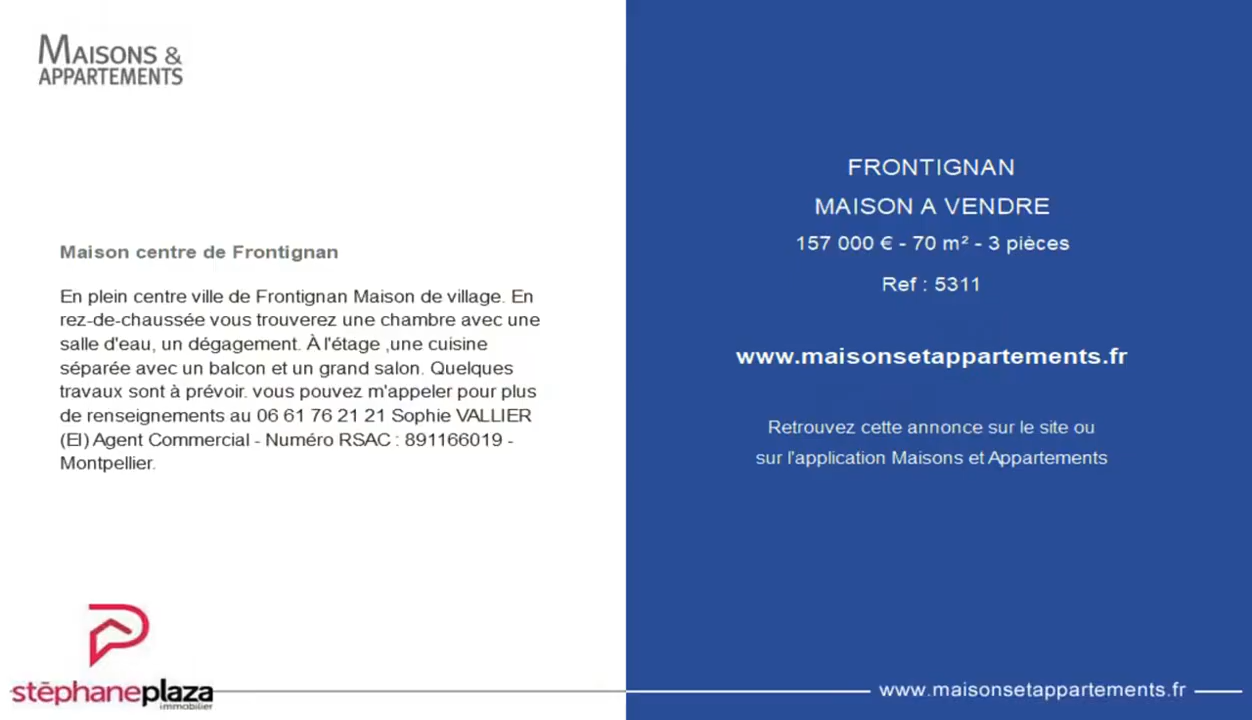 MAISONS &
APPARTEMENTS
Maison centre de Frontignan
En plein centre ville de Frontignan Maison de village. En
rez-de-chaussée vous trouverez une chambre avec une
salle d'eau, un dégagement. À l'étage ,une cuisine
séparée avec un balcon et un grand salon. Quelques
travaux sont à prévoir. vous pouvez m'appeler pour plus
de renseignements au 06 61 76 21 21 Sophie VALLIER
(EI) Agent Commercial - Numéro RSAC : 891166019 -
Montpellier.
stéphaneplaza
immobilier
FRONTIGNAN
MAISON A VENDRE
157 000 € - 70 m² - 3 pièces
Ref : 5311
www.maisonsetappartements.fr
Retrouvez cette annonce sur le site ou
sur l'application Maisons et Appartements
www.maisonsetappartements.fr